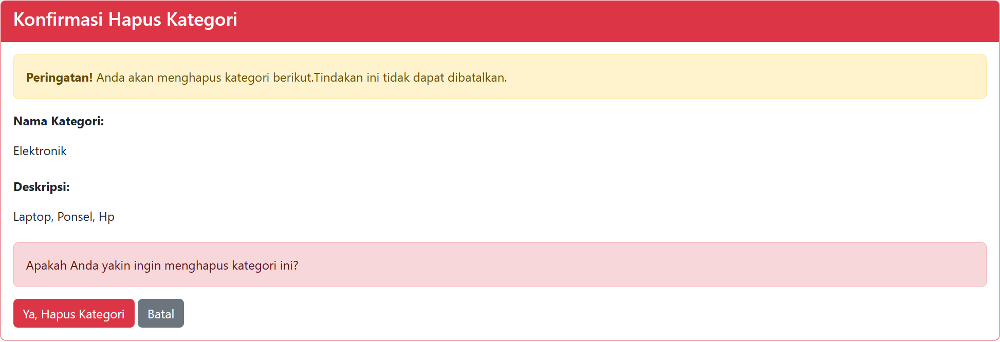 Konfirmasi Hapus Kategori
Peringatan! Anda akan menghapus kategori berikut.Tindakan ini tidak dapat dibatalkan.
Nama Kategori:
Elektronik
Deskripsi:
Laptop, Ponsel, Hp
Apakah Anda yakin ingin menghapus kategori ini?
Ya, Hapus Kategori Batal